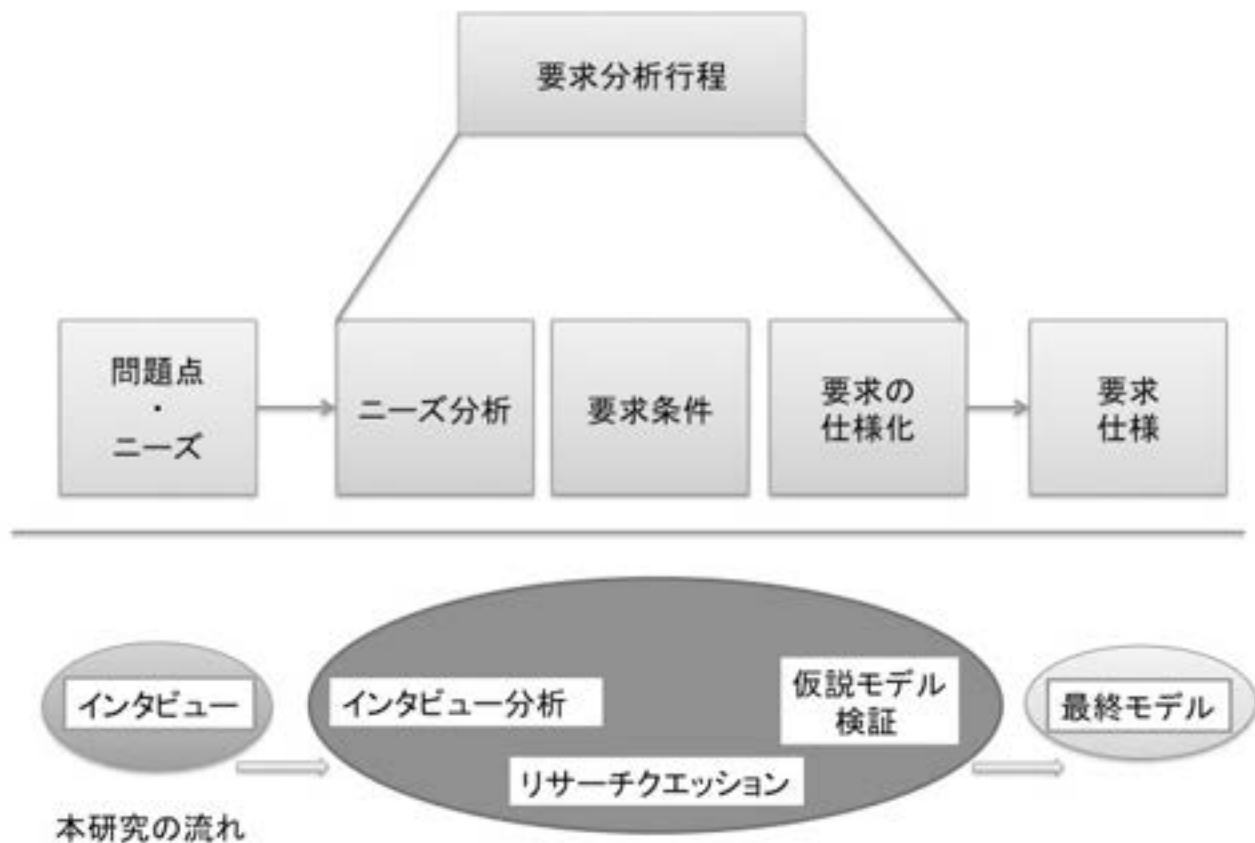 要求分析行程
問題点
・
ニーズ
ニーズ分析
要求条件
要求の
仕様化
要求
仕様
インタビュー
インタビュー分析
仮説モデル
検証
リサーチクエッション
最終モデル
本研究の流れ